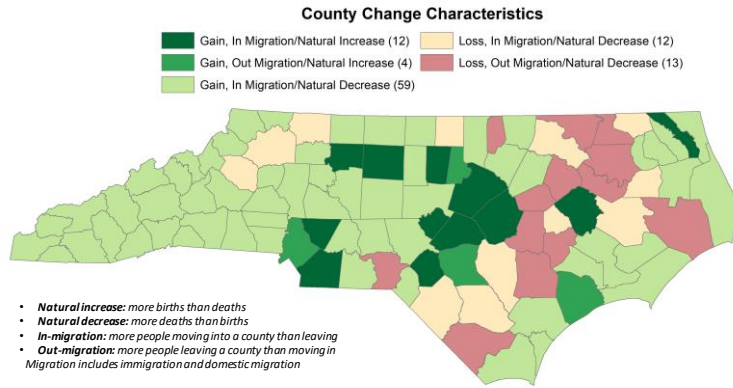 County Change Characteristics
Gain, In Migration/Natural Increase (12)
Gain, Out Migration/Natural Increase (4)
Gain, In Migration/Natural Decrease (59)
Loss, In Migration/Natural Decrease (12)
Loss, Out Migration/Natural Decrease (13)
• Natural increase: more births than deaths
• Natural decrease: more deaths than births
• In-migration: more people moving into a county than leaving
• Out-migration: more people leaving a county than moving in
Migration includes immigration and domestic migration